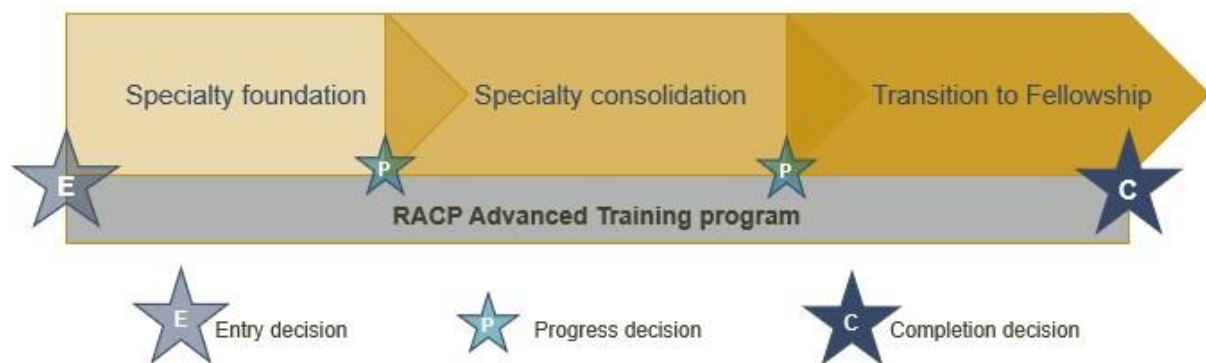 Specialty foundation
Specialty consolidation
Transition to Fellowship
E
P
P
C
RACP Advanced Training program
E Entry decision
P Progress decision
C Completion decision